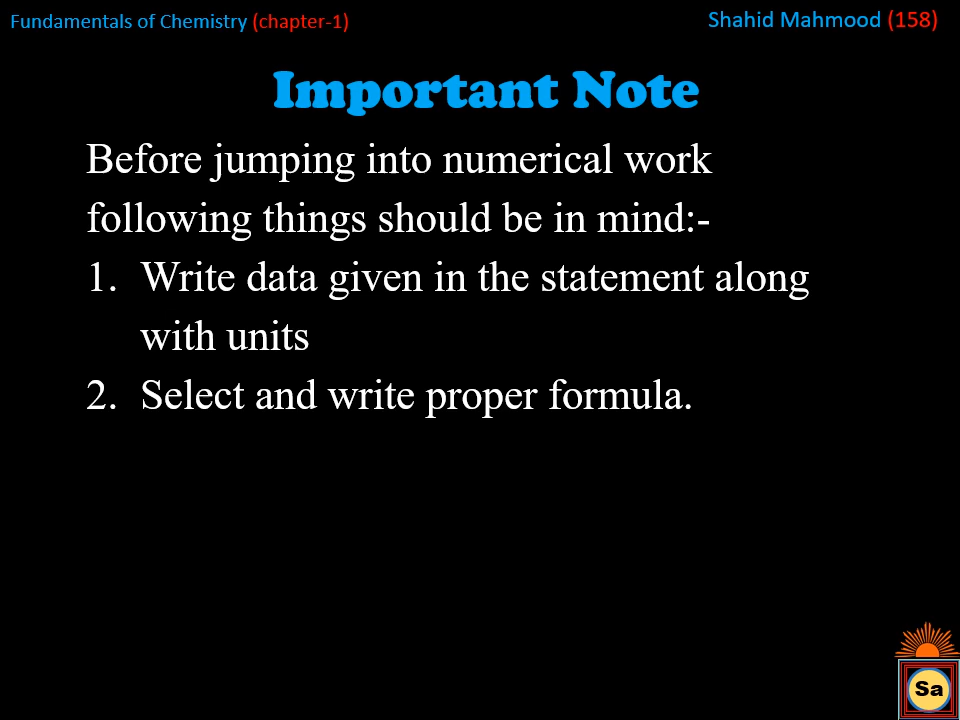 Fundamentals of Chemistry (chapter-1)
Shahid Mahmood (158)
Important Note
Before jumping into numerical work
following things should be in mind:-
1. Write data given in the statement along
with units
2. Select and write proper formula.
Sa